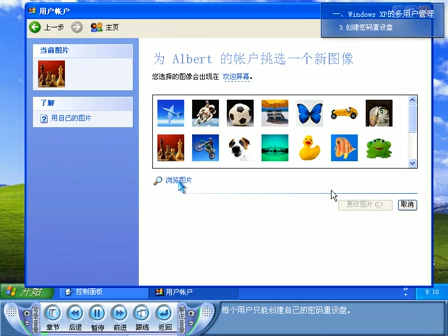 用户帐户
一、Windows XP的多用户管理
3.创建密码重设盘
上一步
主页
当前图片
了解
用自己的图片
为 Albert 的帐户挑选一个新图像
您选择的图像会出现在 欢迎屏幕。
浏览图片
更改图片(C)
取消
开始
控制面板
用户帐户
9:10
章节
后退
暂停
前进
跟练
返回
每个用户只能创建自己的密码重设盘。